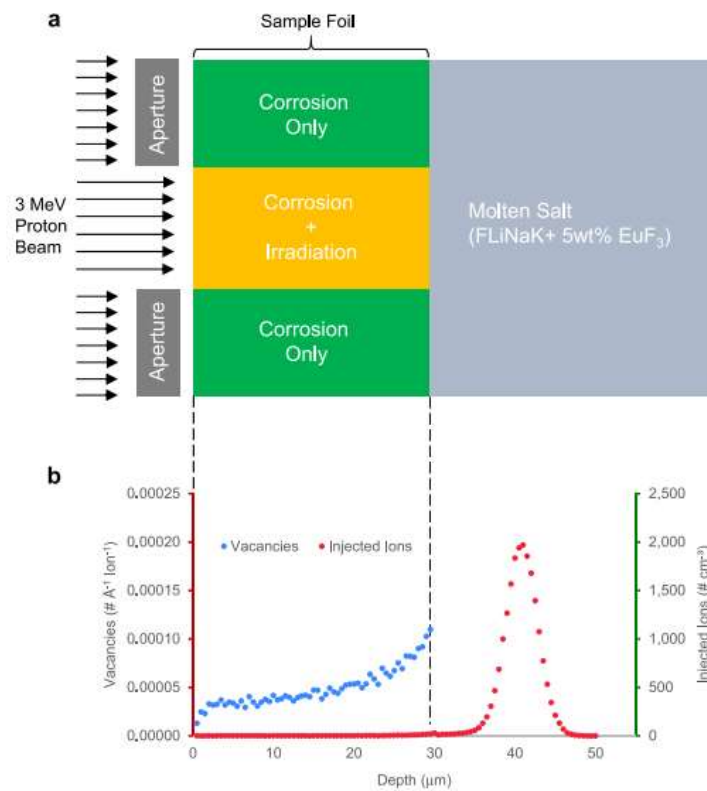 a
Sample Foil
Aperture
Corrosion
Only
3 MeV
Proton
Beam
Corrosion
+
Irradiation
Molten Salt
(FLiNaK+ 5wt% EuF₃)
Aperture
Corrosion
Only
b
0.00025
0.00020
0.00015
0.00010
0.00005
0.00000
Vacancies (# A⁻¹ Ion⁻¹)
Vacancies
Injected Ions
2,500
2,000
1,500
1,000
500
0
Injected Ions (# cm⁻³)
0
10
20
30
40
50
Depth (μm)